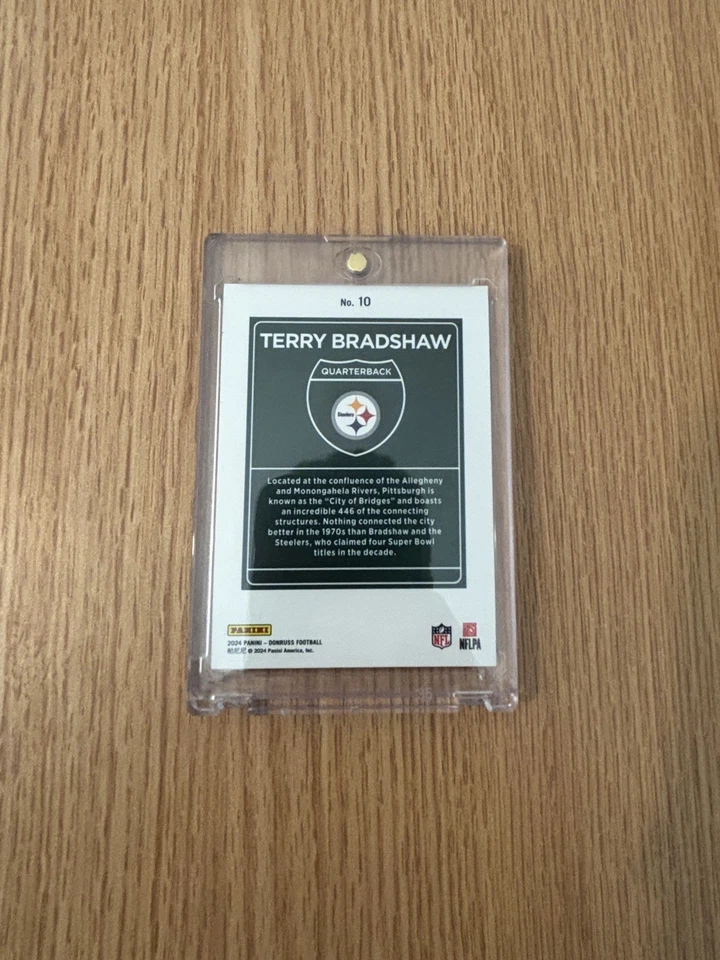 No. 10
TERRY BRADSHAW
QUARTERBACK
Steelers
Located at the confluence of the Allegheny
and Monongahela Rivers, Pittsburgh is
known as the “City of Bridges” and boasts
an incredible 446 of the connecting
structures. Nothing connected the city
better in the 1970s than Bradshaw and the
Steelers, who claimed four Super Bowl
titles in the decade.
PANINI
2024 PANINI – DONRUSS FOOTBALL
© 2024 Panini America, Inc.
NFL
NFLPA